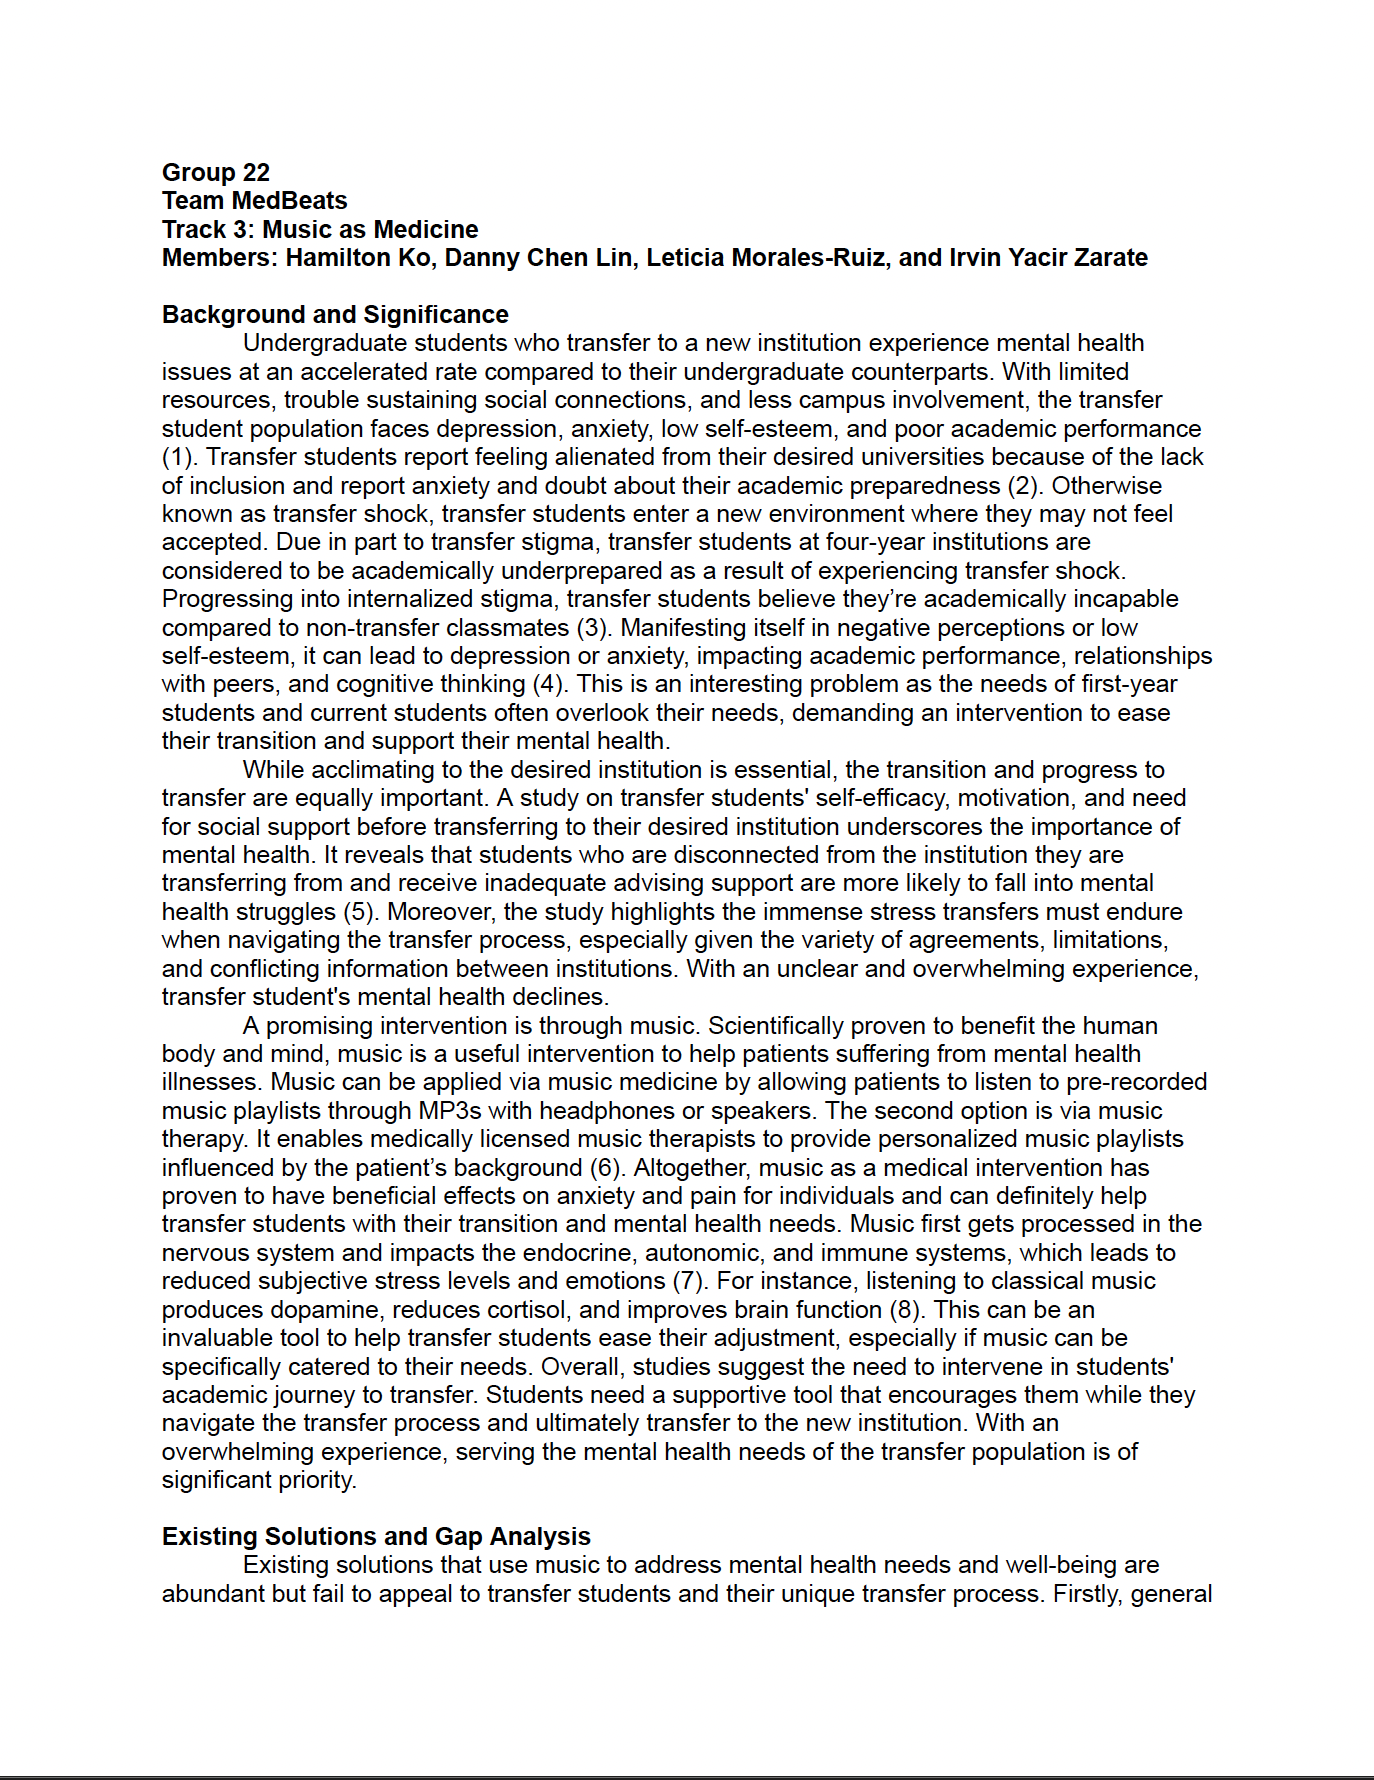 Group 22
Team MedBeats
Track 3: Music as Medicine
Members: Hamilton Ko, Danny Chen Lin, Leticia Morales-Ruiz, and Irvin Yacir Zarate
Background and Significance
Undergraduate students who transfer to a new institution experience mental health
issues at an accelerated rate compared to their undergraduate counterparts. With limited
resources, trouble sustaining social connections, and less campus involvement, the transfer
student population faces depression, anxiety, low self-esteem, and poor academic performance
(1). Transfer students report feeling alienated from their desired universities because of the lack
of inclusion and report anxiety and doubt about their academic preparedness (2). Otherwise
known as transfer shock, transfer students enter a new environment where they may not feel
accepted. Due in part to transfer stigma, transfer students at four-year institutions are
considered to be academically underprepared as a result of experiencing transfer shock.
Progressing into internalized stigma, transfer students believe they’re academically incapable
compared to non-transfer classmates (3). Manifesting itself in negative perceptions or low
self-esteem, it can lead to depression or anxiety, impacting academic performance, relationships
with peers, and cognitive thinking (4). This is an interesting problem as the needs of first-year
students and current students often overlook their needs, demanding an intervention to ease
their transition and support their mental health.
While acclimating to the desired institution is essential, the transition and progress to
transfer are equally important. A study on transfer students' self-efficacy, motivation, and need
for social support before transferring to their desired institution underscores the importance of
mental health. It reveals that students who are disconnected from the institution they are
transferring from and receive inadequate advising support are more likely to fall into mental
health struggles (5). Moreover, the study highlights the immense stress transfers must endure
when navigating the transfer process, especially given the variety of agreements, limitations,
and conflicting information between institutions. With an unclear and overwhelming experience,
transfer student's mental health declines.
A promising intervention is through music. Scientifically proven to benefit the human
body and mind, music is a useful intervention to help patients suffering from mental health
illnesses. Music can be applied via music medicine by allowing patients to listen to pre-recorded
music playlists through MP3s with headphones or speakers. The second option is via music
therapy. It enables medically licensed music therapists to provide personalized music playlists
influenced by the patient’s background (6). Altogether, music as a medical intervention has
proven to have beneficial effects on anxiety and pain for individuals and can definitely help
transfer students with their transition and mental health needs. Music first gets processed in the
nervous system and impacts the endocrine, autonomic, and immune systems, which leads to
reduced subjective stress levels and emotions (7). For instance, listening to classical music
produces dopamine, reduces cortisol, and improves brain function (8). This can be an
invaluable tool to help transfer students ease their adjustment, especially if music can be
specifically catered to their needs. Overall, studies suggest the need to intervene in students'
academic journey to transfer. Students need a supportive tool that encourages them while they
navigate the transfer process and ultimately transfer to the new institution. With an
overwhelming experience, serving the mental health needs of the transfer population is of
significant priority.
Existing Solutions and Gap Analysis
Existing solutions that use music to address mental health needs and well-being are
abundant but fail to appeal to transfer students and their unique transfer process. Firstly, general